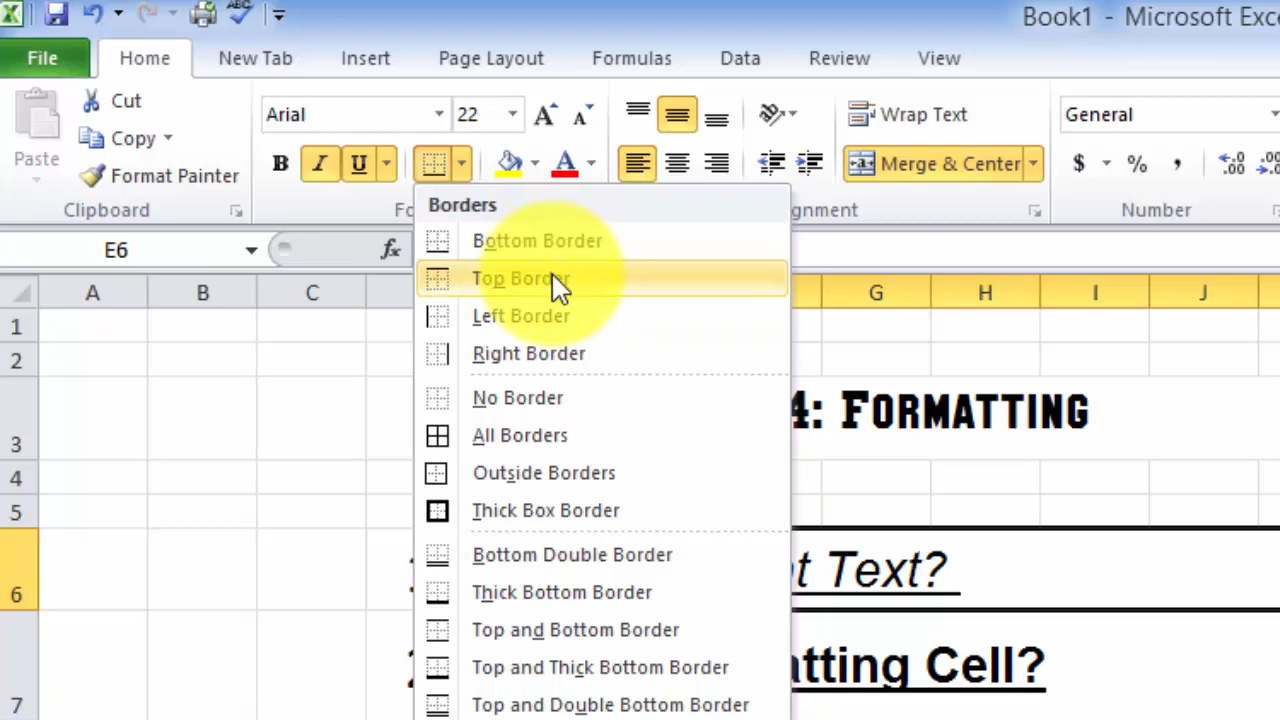 Book1 - Microsoft Exce
File Home New Tab Insert Page Layout Formulas Data Review View
Cut
Arial 22 Wrap Text General
Copy
Paste
B I U A Merge & Center $ % ,
Format Painter
Clipboard Fo gnment Number
Borders
E6 fx
Bottom Border
Top Border
A B C G H I J
Left Border
1
Right Border
2
No Border
4: FORMATTING
All Borders
3
Outside Borders
4
Thick Box Border
5
Bottom Double Border
t Text?
Thick Bottom Border
6
Top and Bottom Border
Top and Thick Bottom Border
atting Cell?
Top and Double Bottom Border
7